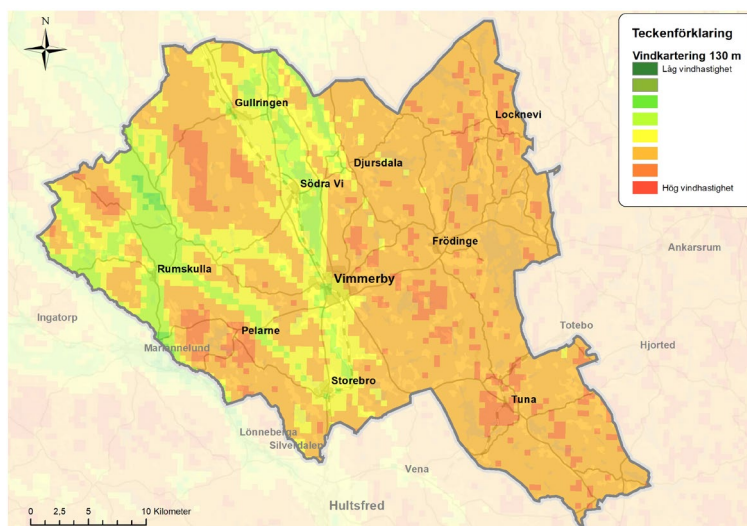 N
Teckenförklaring
Vindkartering 130 m
Låg vindhastighet
Hög vindhastighet
Gullringen
Locknevi
Djursdala
Södra Vi
Frödinge
Ankarsrum
Rumskulla
Vimmerby
Ingatorp
Totebo
Pelarne
Hjorted
Mariannelund
Storebro
Tuna
Lönneberga
Silverdalen
Vena
Hultsfred
0 2,5 5 10 Kilometer